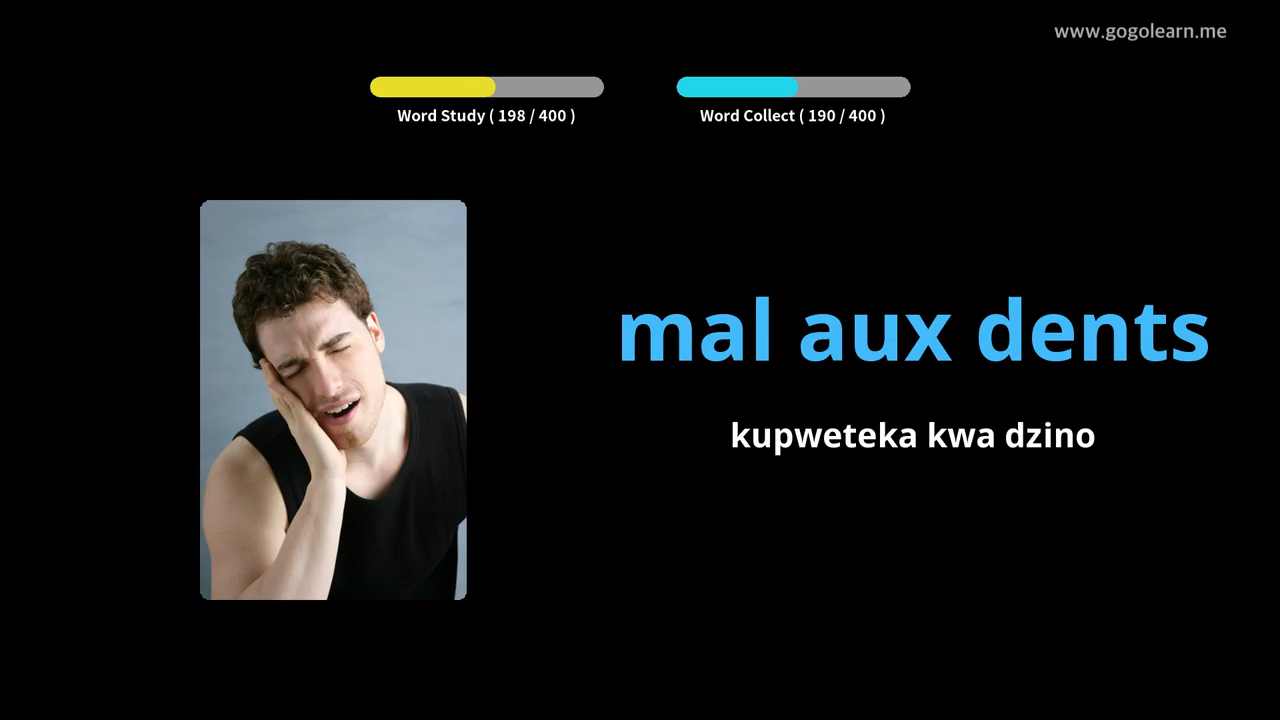 www.gogolearn.me
Word Study ( 198 / 400 )
Word Collect ( 190 / 400 )
mal aux dents
kupweteka kwa dzino